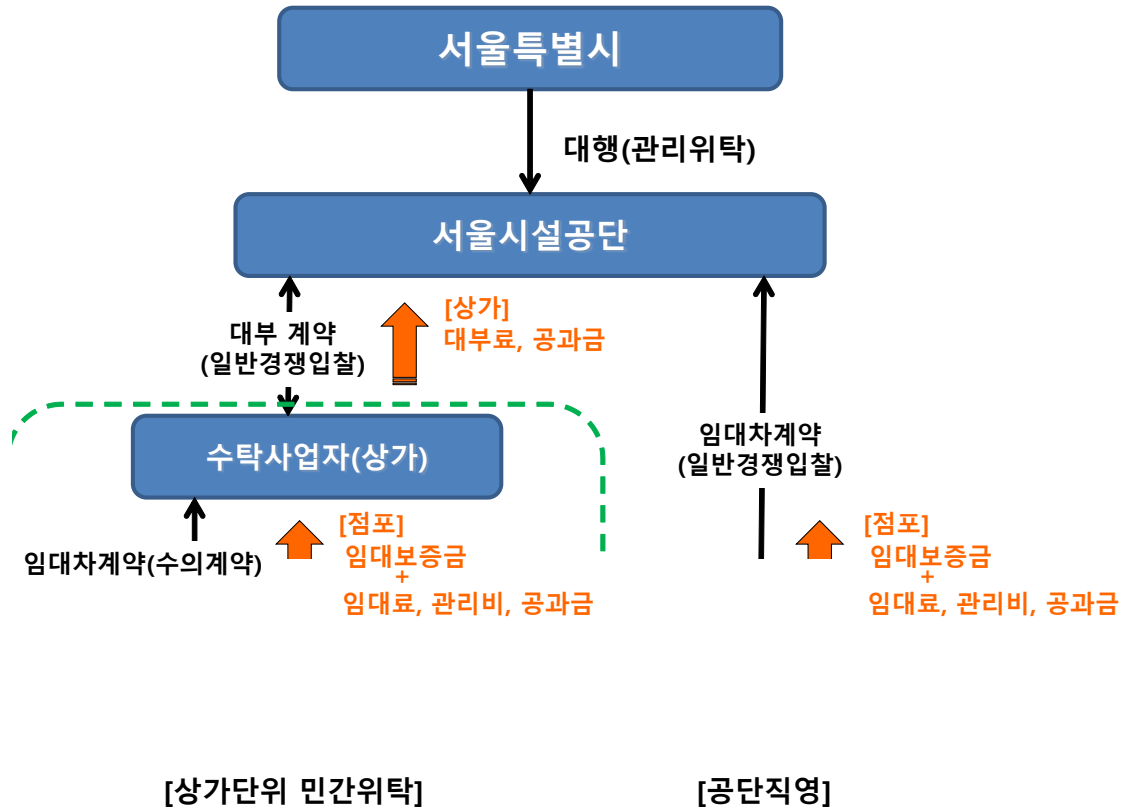 서울특별시
대행(관리위탁)
서울시설공단
대부 계약
(일반경쟁입찰)
[상가]
대부료, 공과금
수탁사업자(상가)
임대차계약
(일반경쟁입찰)
임대차계약(수의계약)
[점포]
임대보증금
+
임대료, 관리비, 공과금
[점포]
임대보증금
+
임대료, 관리비, 공과금
[상가단위 민간위탁]
[공단직영]